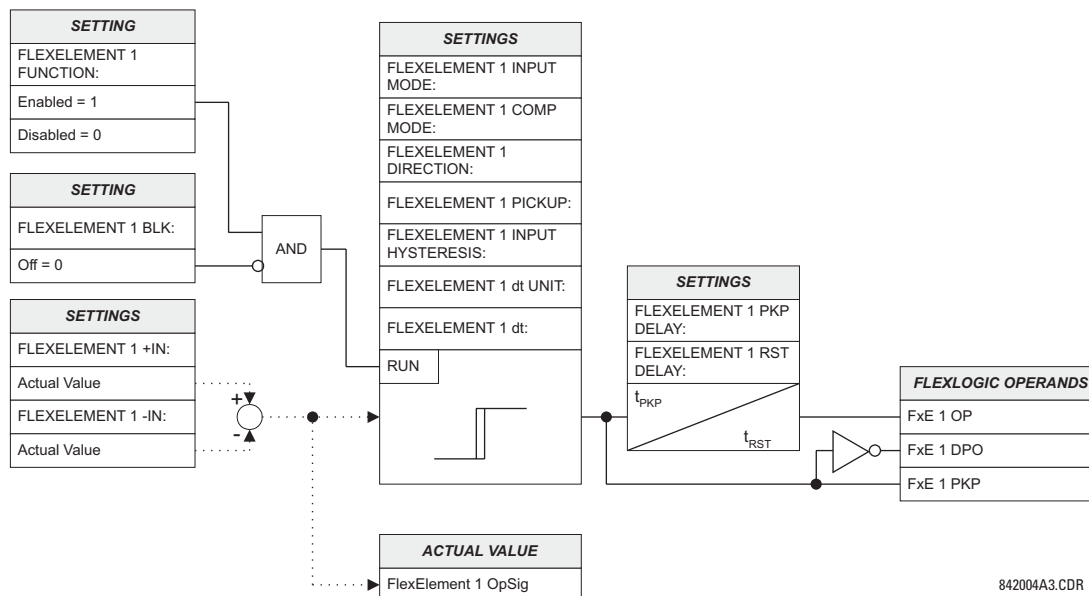 SETTING
FLEXELEMENT 1
FUNCTION:
Enabled = 1
Disabled = 0
SETTING
FLEXELEMENT 1 BLK:
Off = 0
SETTINGS
FLEXELEMENT 1 +IN:
Actual Value
FLEXELEMENT 1 -IN:
Actual Value
+
-
AND
SETTINGS
FLEXELEMENT 1 INPUT
MODE:
FLEXELEMENT 1 COMP
MODE:
FLEXELEMENT 1
DIRECTION:
FLEXELEMENT 1 PICKUP:
FLEXELEMENT 1 INPUT
HYSTERESIS:
FLEXELEMENT 1 dt UNIT:
FLEXELEMENT 1 dt:
RUN
ACTUAL VALUE
FlexElement 1 OpSig
SETTINGS
FLEXELEMENT 1 PKP
DELAY:
FLEXELEMENT 1 RST
DELAY:
tPKP
tRST
FLEXLOGIC OPERANDS
FxE 1 OP
FxE 1 DPO
FxE 1 PKP
842004A3.CDR